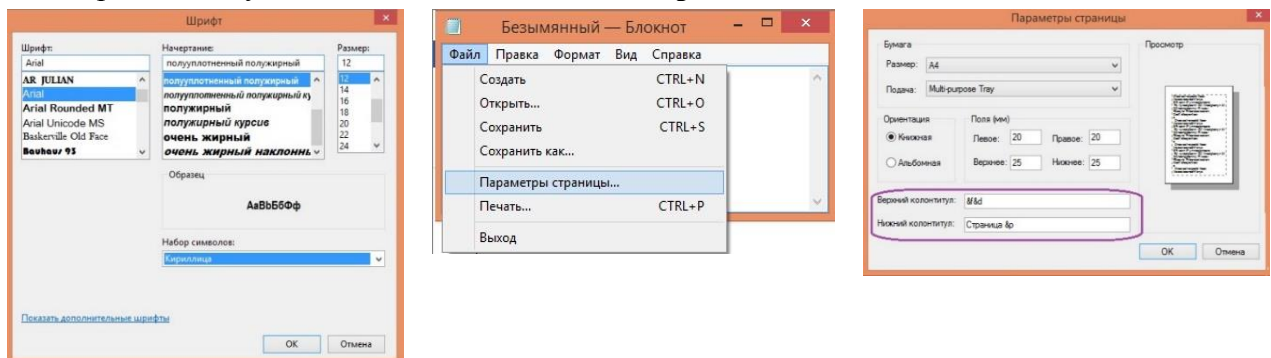 Шрифт
Шрифт:
Начертание:
Размер:
Arial
полууплотненный полужирный
12
AR JULIAN
Arial
Arial Rounded MT
Arial Unicode MS
Baskerville Old Face
Bauhaus 93
полууплотненный полужирный
полууплотненный полужирный ку
полужирный
полужирный курсив
очень жирный
очень жирный наклоннь
12
14
16
18
20
22
24
Образец
АаВbБбФф
Набор символов:
Кириллица
Показать дополнительные шрифты
OK
Отмена
Безымянный — Блокнот
Файл Правка Формат Вид Справка
Создать CTRL+N
Открыть... CTRL+O
Сохранить CTRL+S
Сохранить как...
Параметры страницы...
Печать... CTRL+P
Выход
Параметры страницы
Бумага
Размер: A4
Подача: Multi-purpose Tray
Ориентация
Книжная
Альбомная
Поля (мм)
Левое: 20 Правое: 20
Верхнее: 25 Нижнее: 25
Просмотр
Верхний колонтитул: &f&d
Нижний колонтитул: Страница &p
OK
Отмена